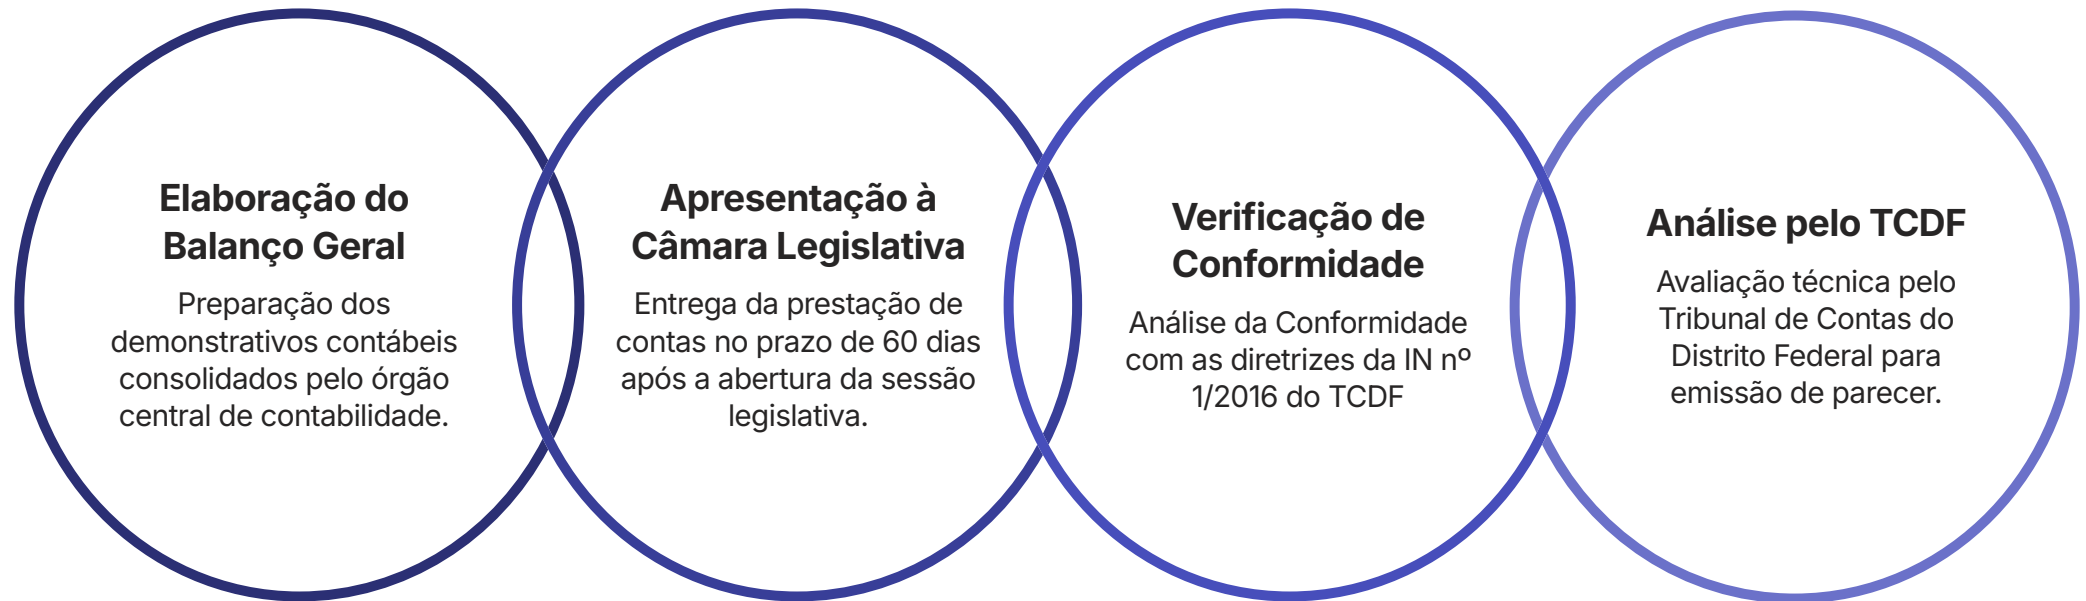 Elaboração do
Balanço Geral
Preparação dos
demonstrativos contábeis
consolidados pelo órgão
central de contabilidade.
Apresentação à
Câmara Legislativa
Entrega da prestação de
contas no prazo de 60 dias
após a abertura da sessão
legislativa.
Verificação de
Conformidade
Análise da Conformidade
com as diretrizes da IN nº
1/2016 do TCDF
Análise pelo TCDF
Avaliação técnica pelo
Tribunal de Contas do
Distrito Federal para
emissão de parecer.